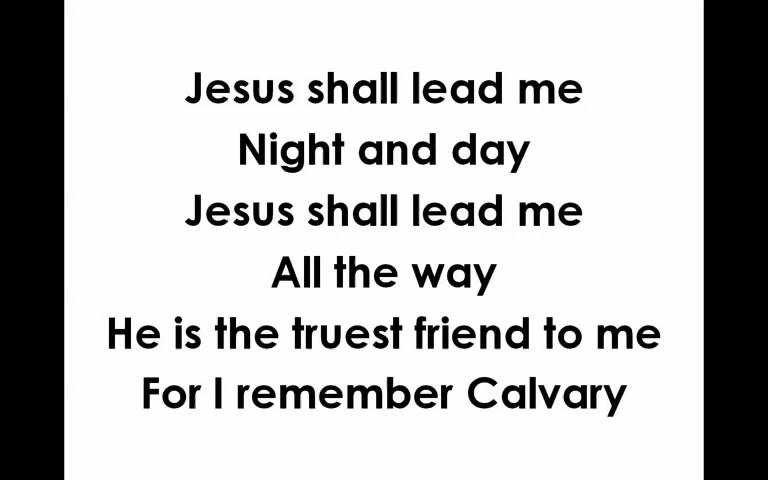 Jesus shall lead me
Night and day
Jesus shall lead me
All the way
He is the truest friend to me
For I remember Calvary